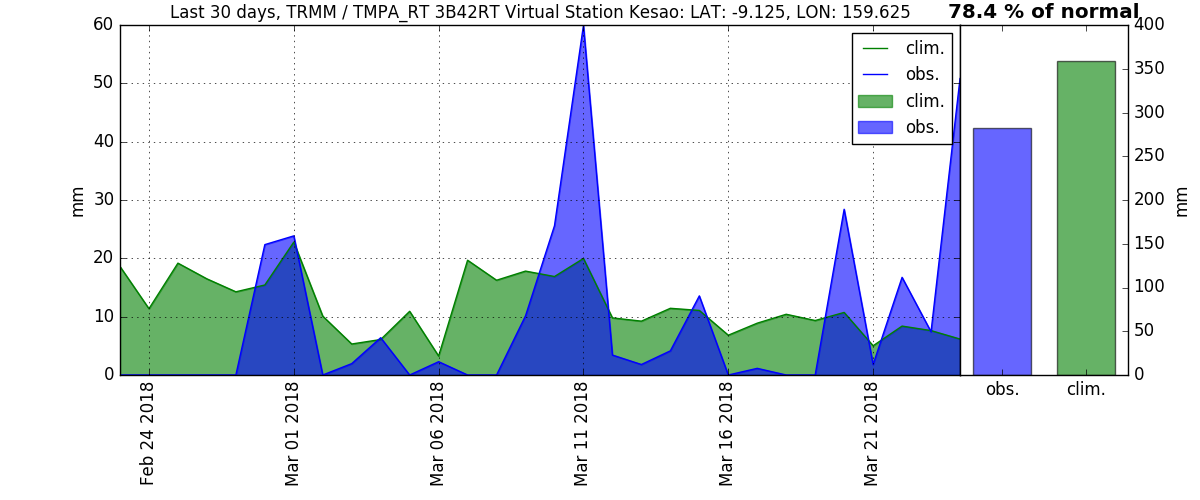 Last 30 days, TRMM / TMPA_RT 3B42RT Virtual Station Kesao: LAT: -9.125, LON: 159.625
78.4 % of normal
60
50
40
30
20
10
0
mm
clim.
obs.
clim.
obs.
Feb 24 2018
Mar 01 2018
Mar 06 2018
Mar 11 2018
Mar 16 2018
Mar 21 2018
400
350
300
250
200
150
100
50
0
mm
obs.
clim.